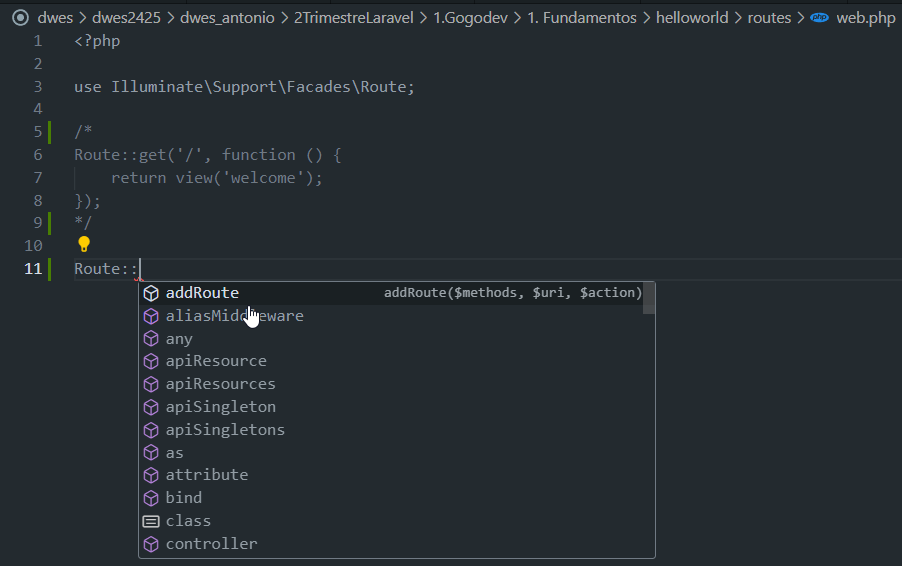 dwes > dwes2425 > dwes_antonio > 2TrimestreLaravel > 1.Gogodev > 1. Fundamentos > helloworld > routes > php web.php
1 <?php
2
3 use Illuminate\Support\Facades\Route;
4
5 /*
6 Route::get('/', function () {
7     return view('welcome');
8 });
9 */
10
11 Route::
addRoute addRoute($methods, $uri, $action)
aliasMiddleware
any
apiResource
apiResources
apiSingleton
apiSingletons
as
attribute
bind
class
controller